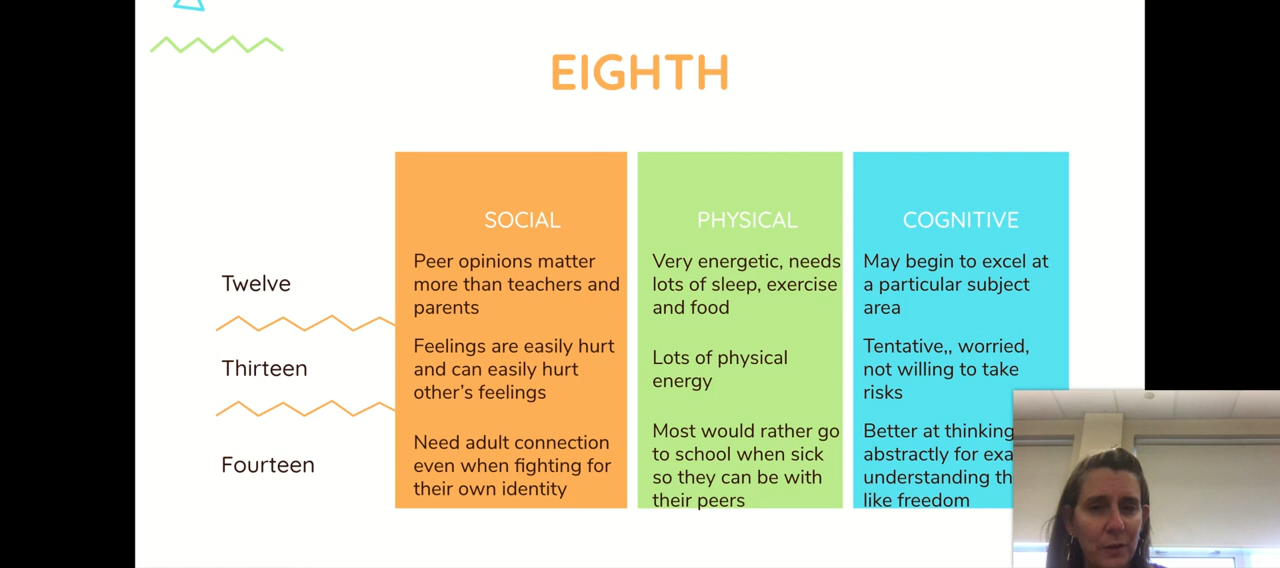 EIGHTH
SOCIAL
PHYSICAL
COGNITIVE
Twelve
Peer opinions matter
more than teachers and
parents
Very energetic, needs
lots of sleep, exercise
and food
May begin to excel at
a particular subject
area
Thirteen
Feelings are easily hurt
and can easily hurt
other's feelings
Lots of physical
energy
Tentative,, worried,
not willing to take
risks
Fourteen
Need adult connection
even when fighting for
their own identity
Most would rather go
to school when sick
so they can be with
their peers
Better at thinking
abstractly for
understanding
like freedom